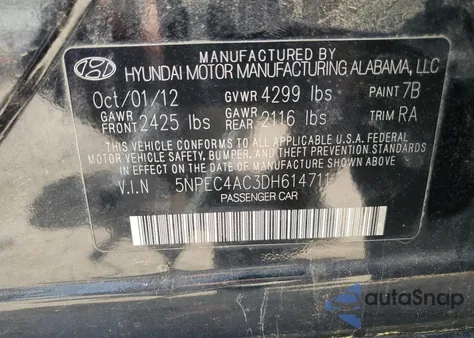 MANUFACTURED BY
HYUNDAI MOTOR MANUFACTURING ALABAMA, LLC
Oct/01/12 GVWR 4299 lbs PAINT 7B
GAWR FRONT 2425 lbs GAWR REAR 2116 lbs TRIM RA
THIS VEHICLE CONFORMS TO ALL APPLICABLE U.S.A. FEDERAL
MOTOR VEHICLE SAFETY, BUMPER, AND THEFT PREVENTION
STANDARDS IN EFFECT ON THE DATE OF MANUFACTURE SHOWN ABOVE.
V.I.N
PASSENGER CAR
autoSnap